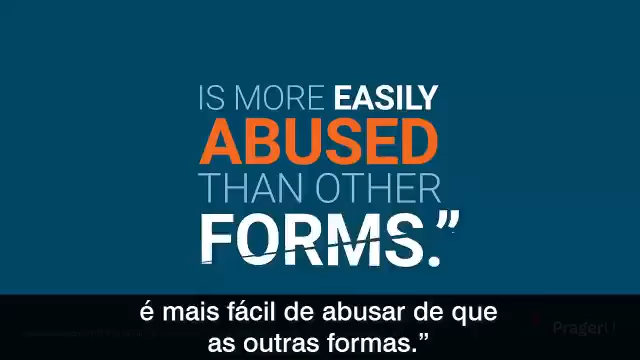 IS MORE EASILY
ABUSED
THAN OTHER
FORMS.”
é mais fácil de abusar de que
as outras formas.”
PragerU